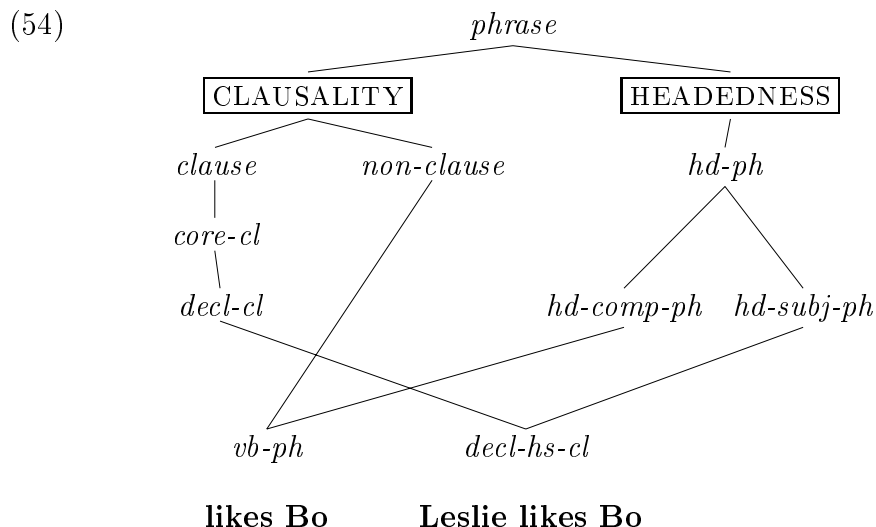 (54) phrase
CLAUSALITY HEADEDNESS
clause non-clause hd-ph
core-cl
decl-cl hd-comp-ph hd-subj-ph
vb-ph decl-hs-cl
likes Bo Leslie likes Bo